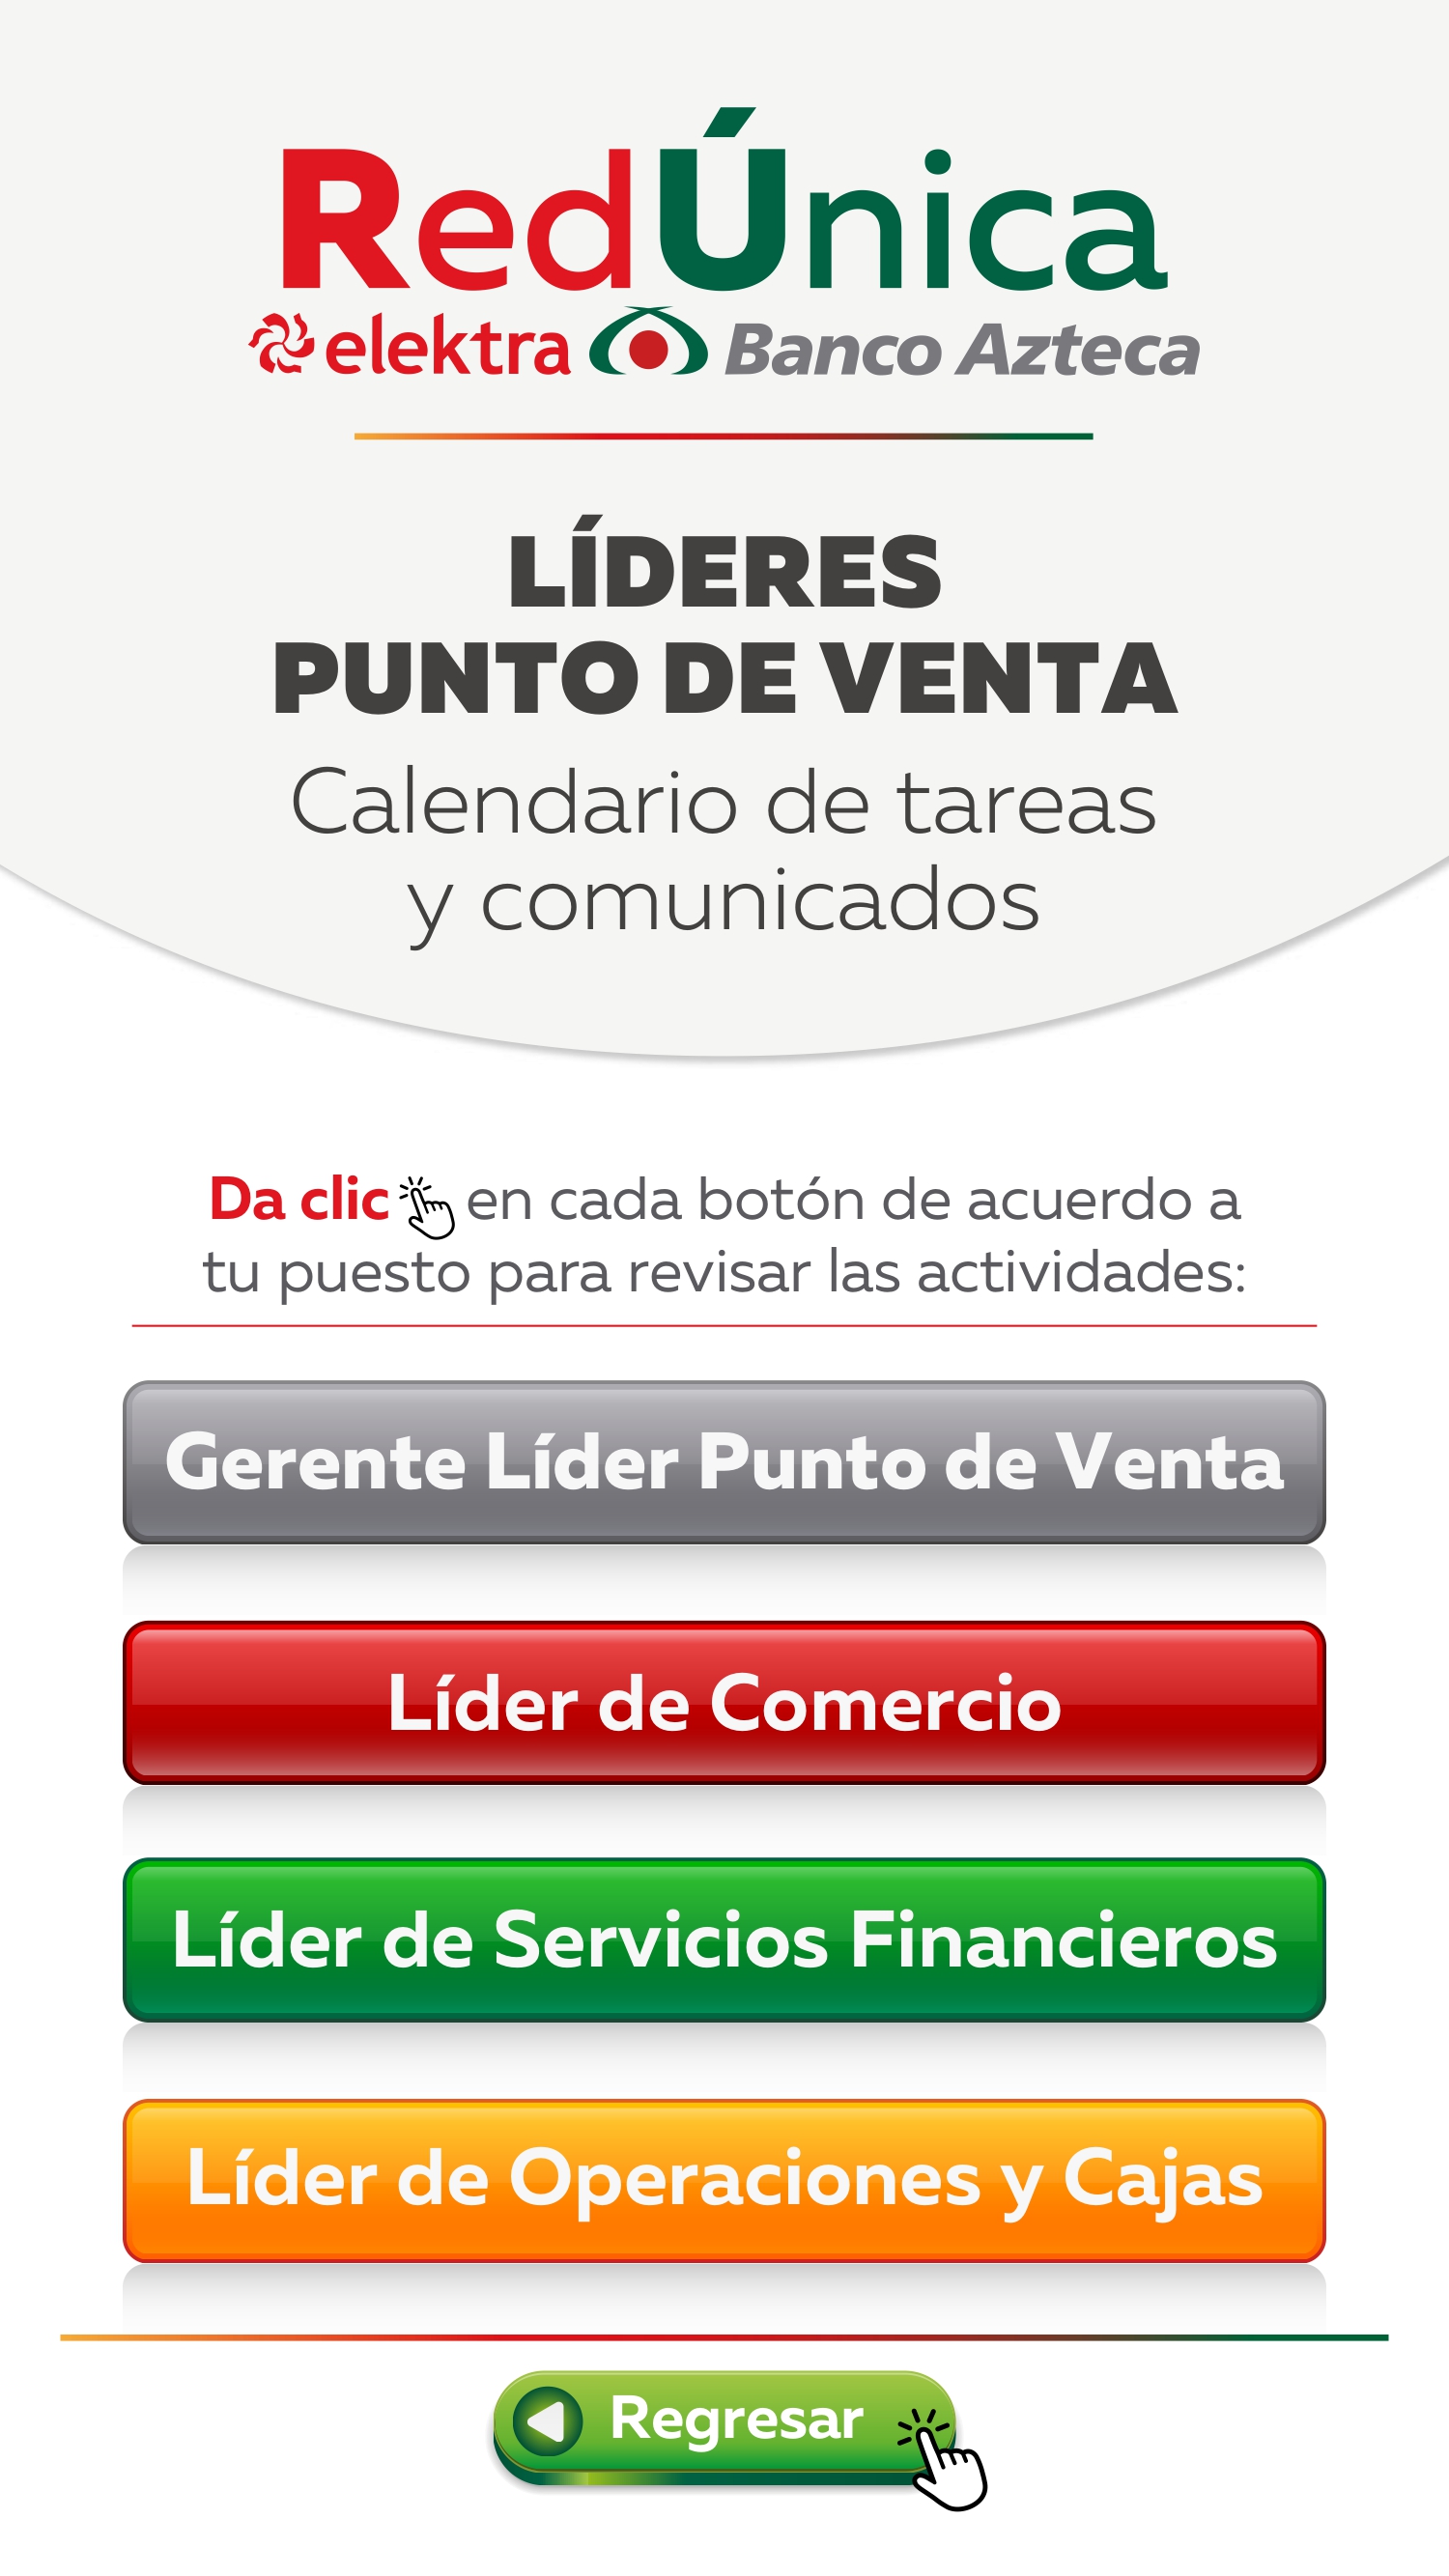 RedÚnica
elektra Banco Azteca
LÍDERES
PUNTO DE VENTA
Calendario de tareas
y comunicados
Da clic en cada botón de acuerdo a
tu puesto para revisar las actividades:
Gerente Líder Punto de Venta
Líder de Comercio
Líder de Servicios Financieros
Líder de Operaciones y Cajas
Regresar